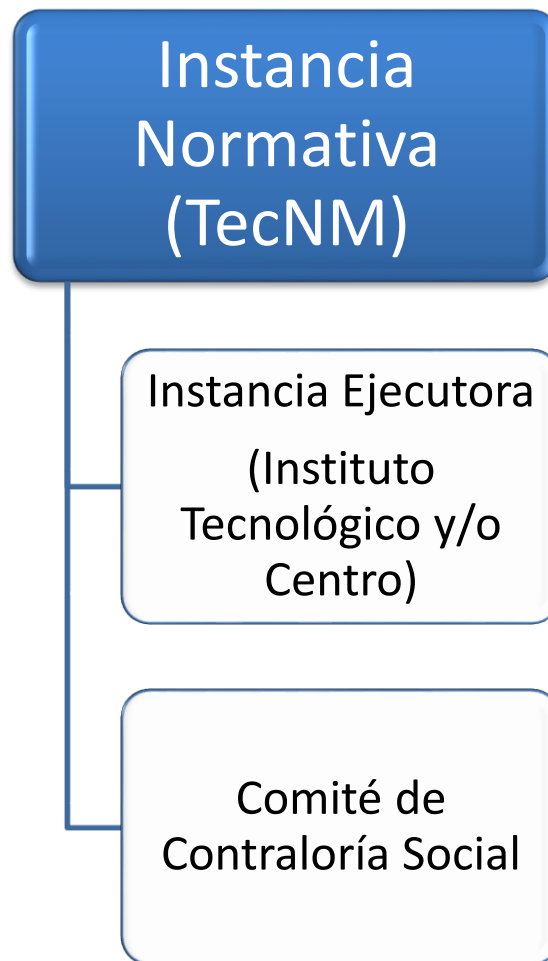 Instancia
Normativa
(TecNM)
Instancia Ejecutora
(Instituto
Tecnológico y/o
Centro)
Comité de
Contraloría Social